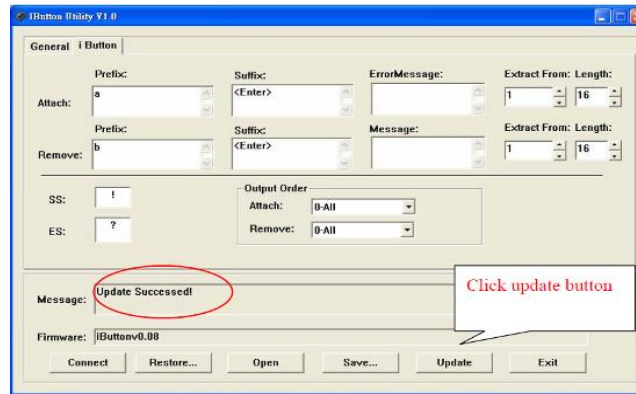 IButton Utility V1.0
General i Button
Prefix: Suffix: ErrorMessage: Extract From: Length:
Attach: a <Enter> 1 16
Prefix: Suffix: Message: Extract From: Length:
Remove: b <Enter> 1 16
SS: !
ES: ?
Output Order
Attach: 0-All
Remove: 0-All
Click update button
Message: Update Successed!
Firmware: iButtonv0.08
Connect Restore... Open Save... Update Exit